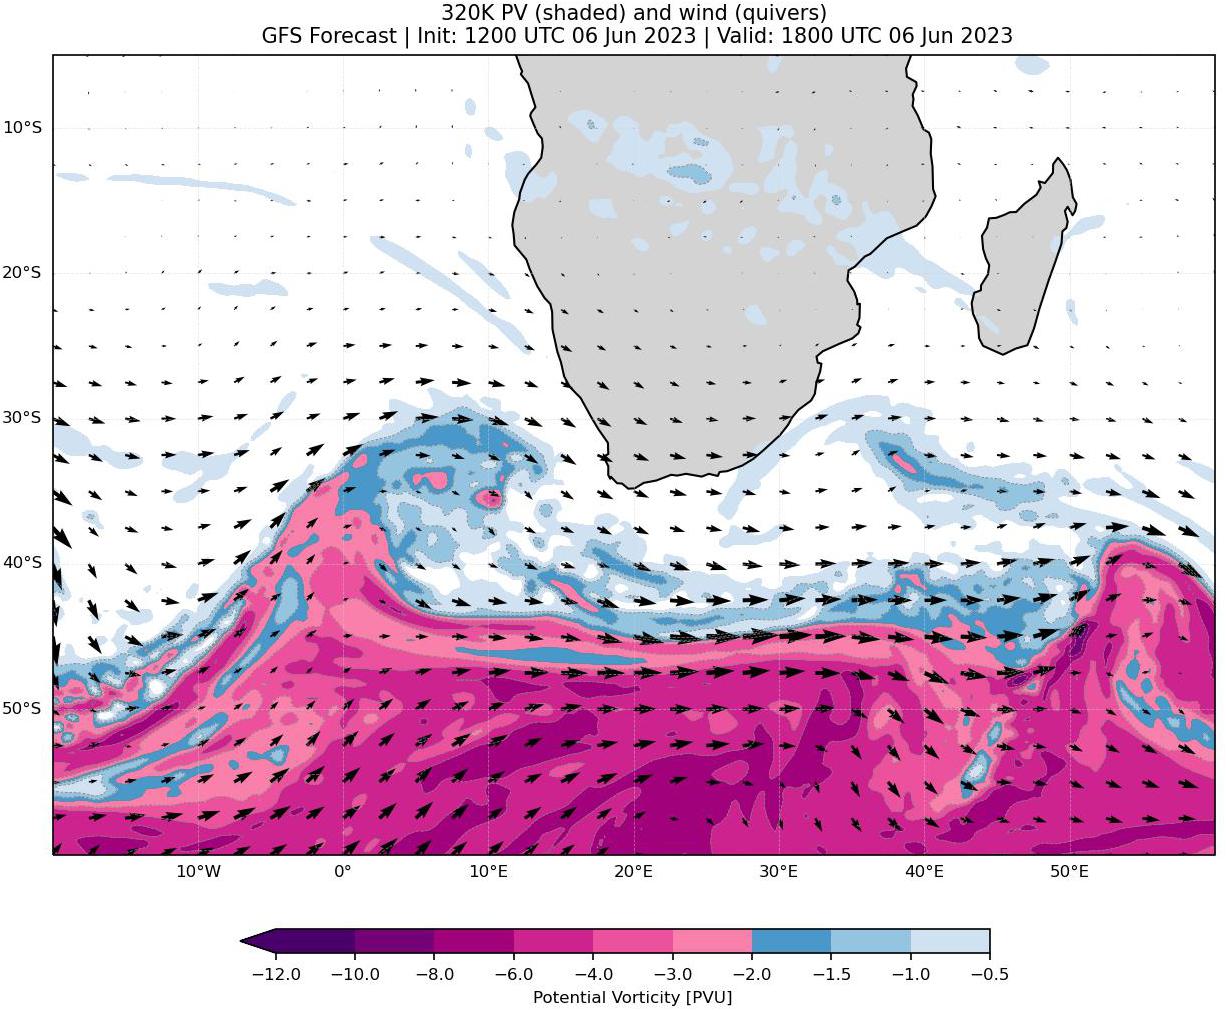 320K PV (shaded) and wind (quivers)
GFS Forecast | Init: 1200 UTC 06 Jun 2023 | Valid: 1800 UTC 06 Jun 2023
10°S
20°S
30°S
40°S
50°S
10°W 0° 10°E 20°E 30°E 40°E 50°E
−12.0 −10.0 −8.0 −6.0 −4.0 −3.0 −2.0 −1.5 −1.0 −0.5
Potential Vorticity [PVU]